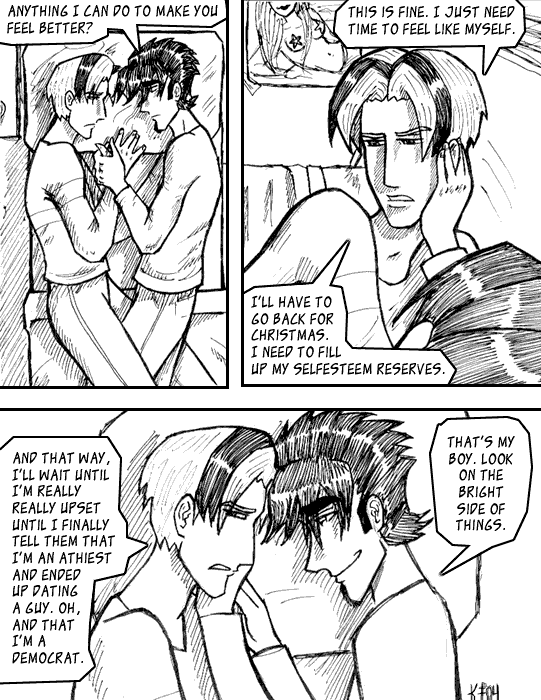 ANYTHING I CAN DO TO MAKE YOU
FEEL BETTER?
THIS IS FINE. I JUST NEED
TIME TO FEEL LIKE MYSELF.
I'LL HAVE TO
GO BACK FOR
CHRISTMAS.
I NEED TO FILL
UP MY SELFESTEEM RESERVES.
AND THAT WAY,
I'LL WAIT UNTIL
I'M REALLY
REALLY UPSET
UNTIL I FINALLY
TELL THEM THAT
I'M AN ATHIEST
AND ENDED
UP DATING
A GUY. OH,
AND THAT
I'M A
DEMOCRAT.
THAT'S MY
BOY. LOOK
ON THE
BRIGHT
SIDE OF
THINGS.